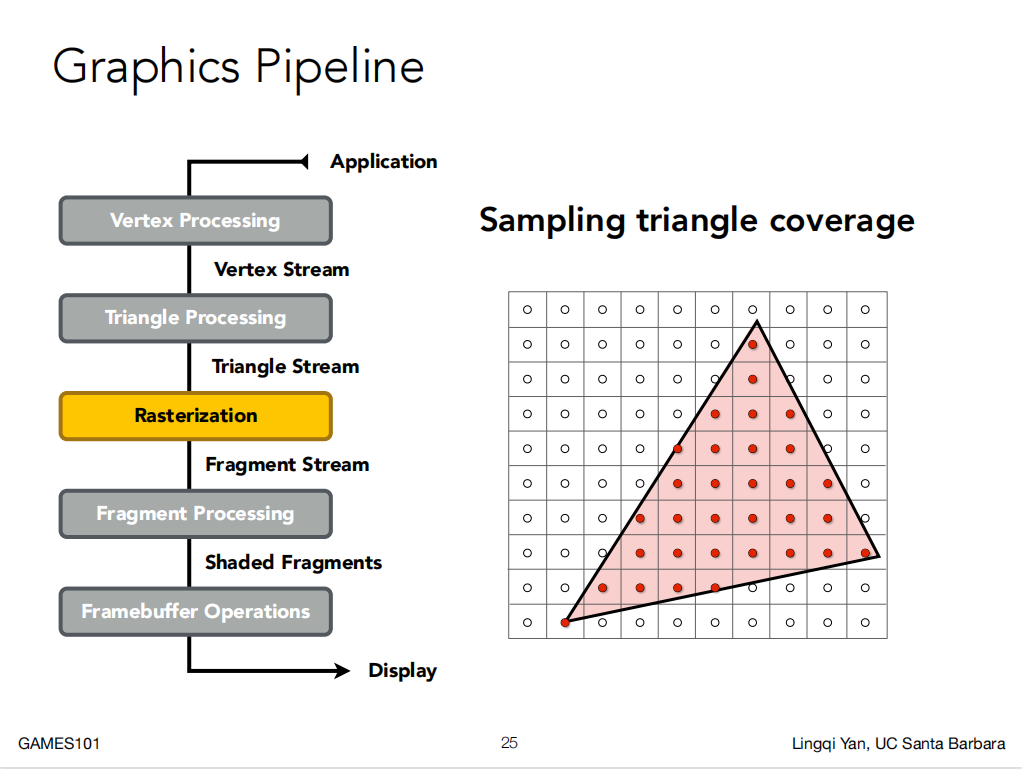 Graphics Pipeline
Application
Vertex Processing
Vertex Stream
Triangle Processing
Triangle Stream
Rasterization
Fragment Stream
Fragment Processing
Shaded Fragments
Framebuffer Operations
Display
Sampling triangle coverage
GAMES101
25
Lingqi Yan, UC Santa Barbara